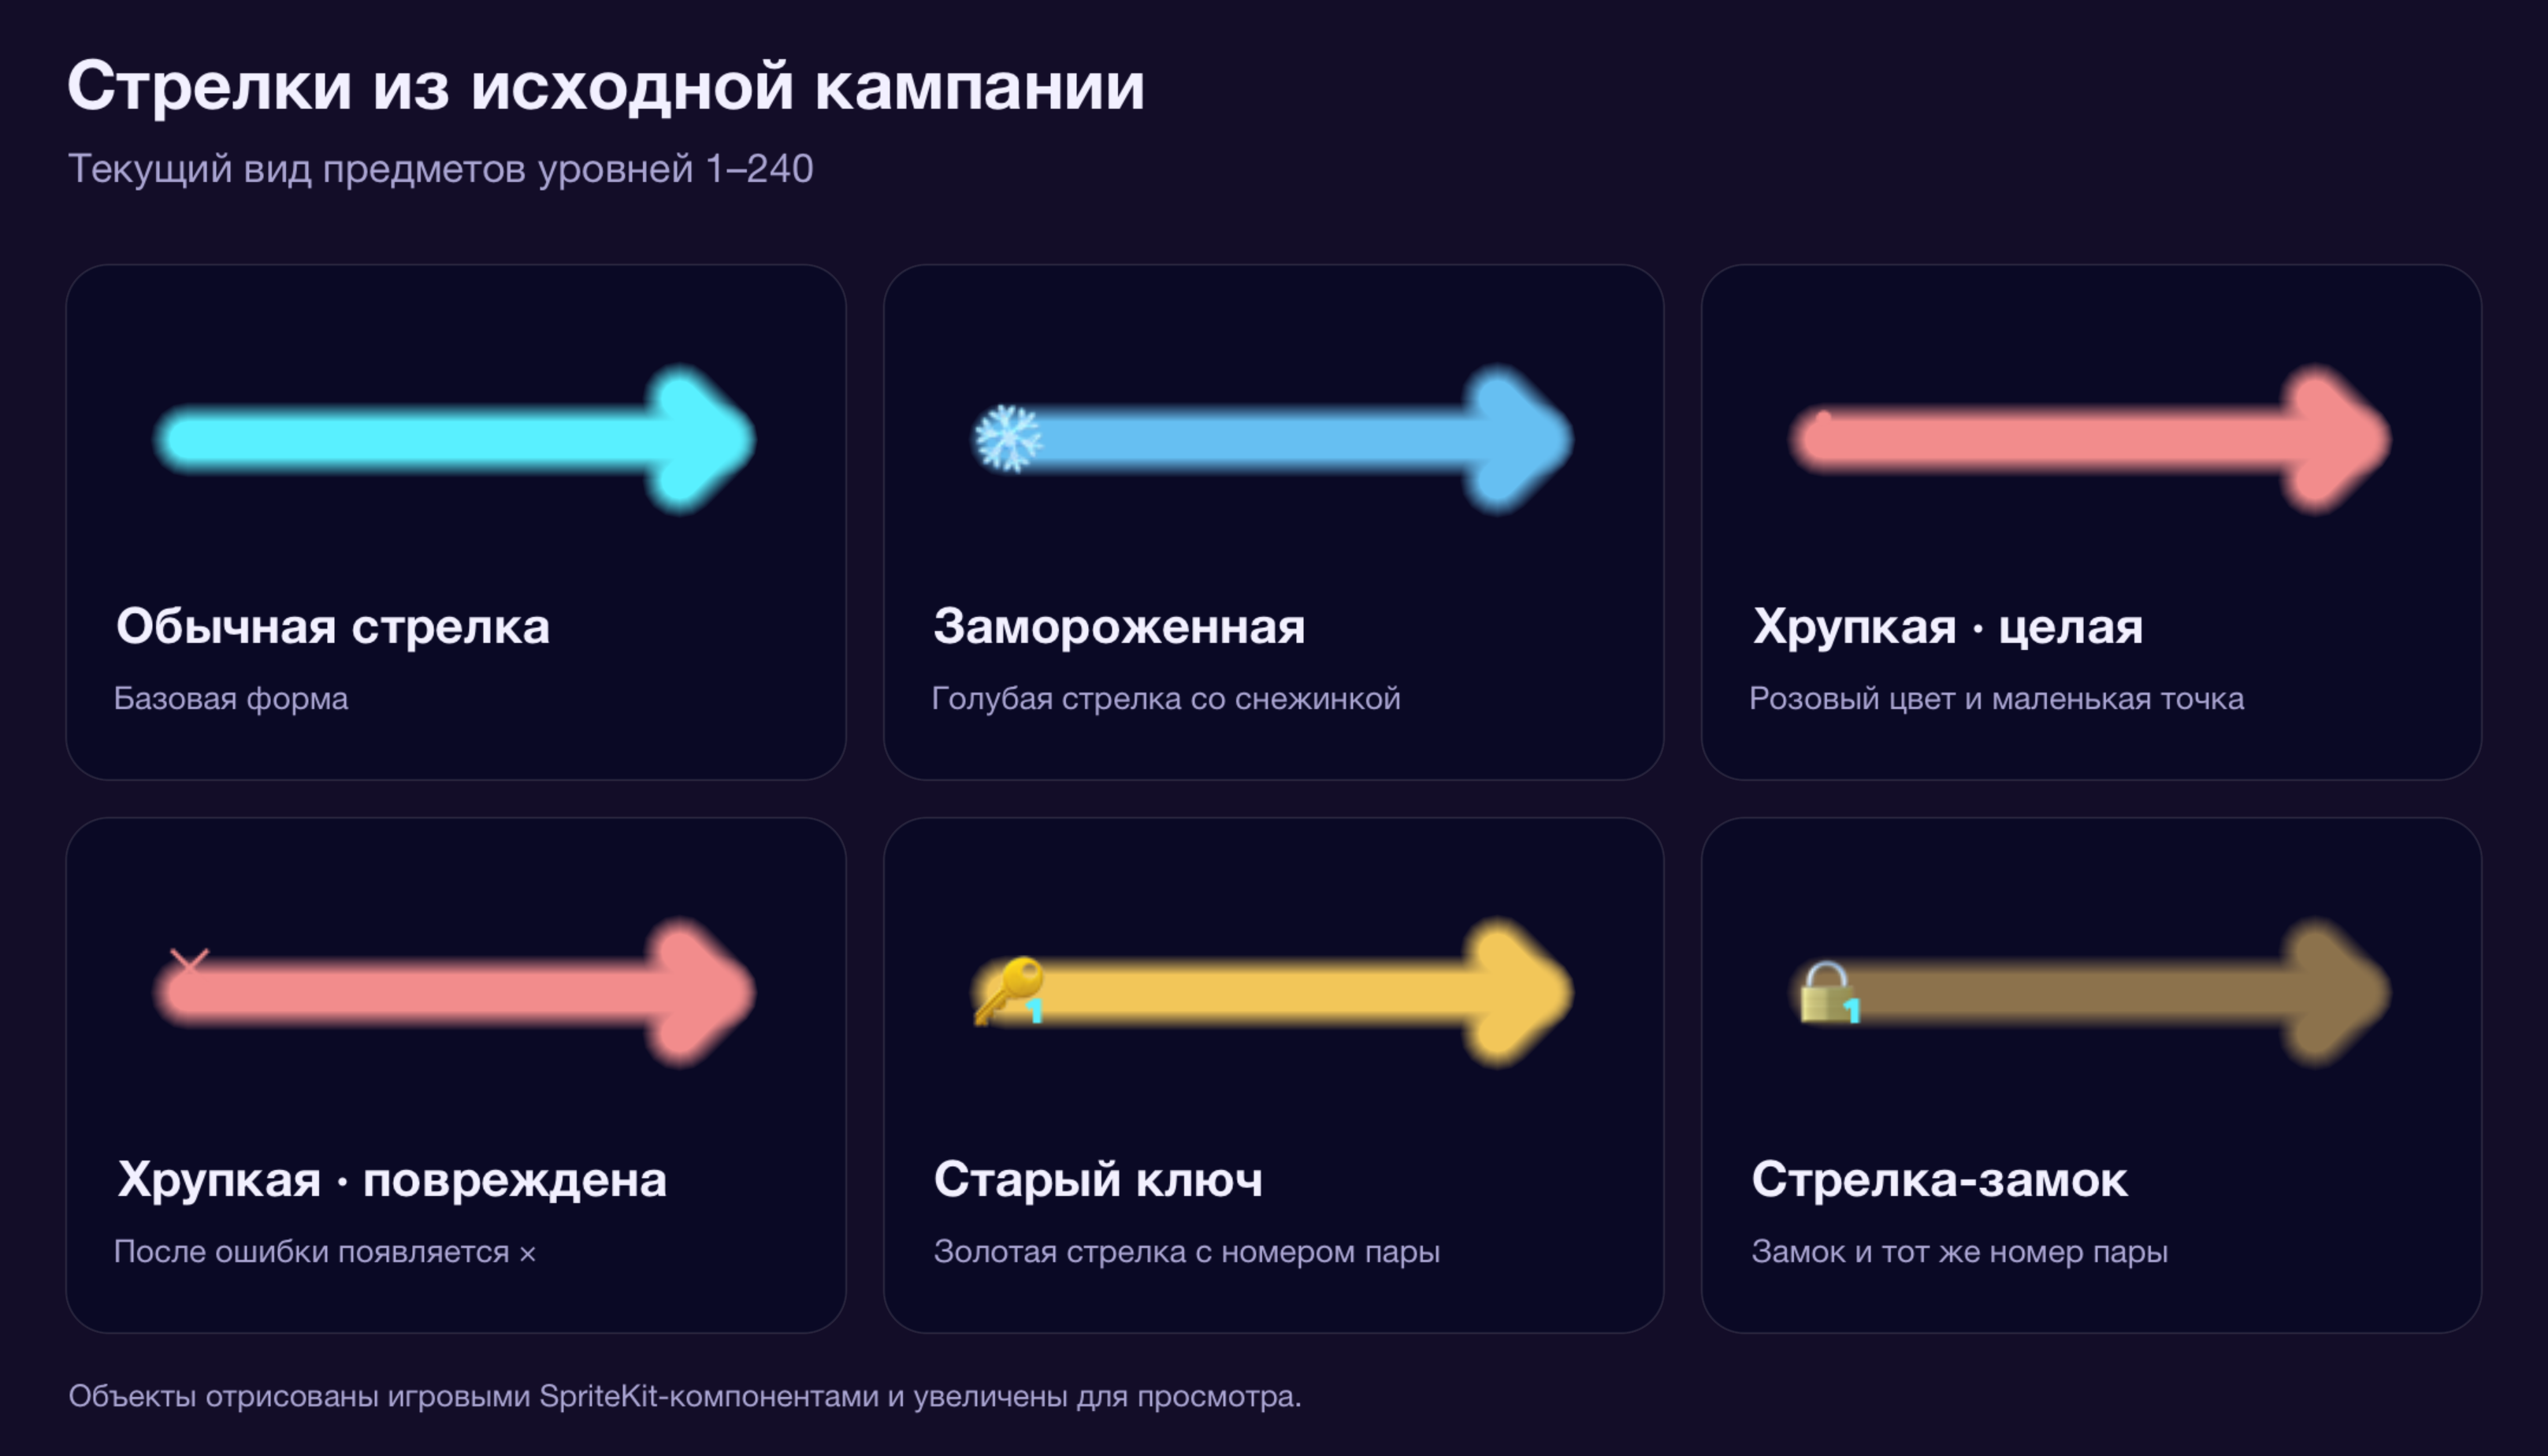 Стрелки из исходной кампании
Текущий вид предметов уровней 1–240
Обычная стрелка
Базовая форма
Замороженная
Голубая стрелка со снежинкой
Хрупкая · целая
Розовый цвет и маленькая точка
Хрупкая · повреждена
После ошибки появляется ×
1
Старый ключ
Золотая стрелка с номером пары
1
Стрелка-замок
Замок и тот же номер пары
Объекты отрисованы игровыми SpriteKit-компонентами и увеличены для просмотра.